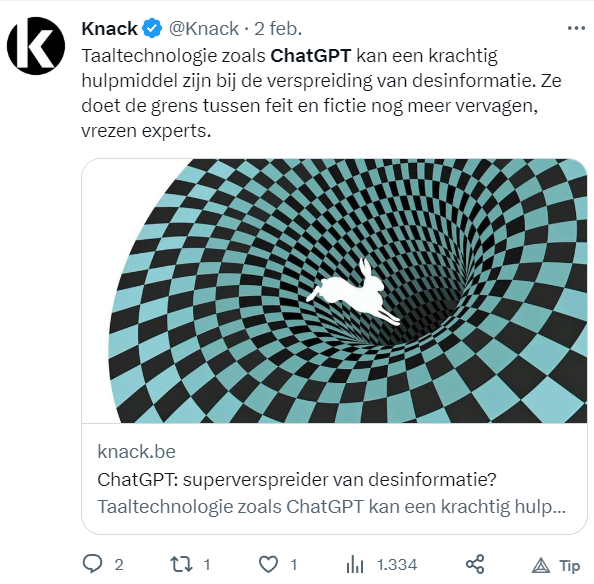 Knack @Knack · 2 feb.
Taaltechnologie zoals ChatGPT kan een krachtig
hulpmiddel zijn bij de verspreiding van desinformatie. Ze
doet de grens tussen feit en fictie nog meer vervagen,
vrezen experts.
knack.be
ChatGPT: superverspreider van desinformatie?
Taaltechnologie zoals ChatGPT kan een krachtig hulp...
2 1 1 1.334 Tip